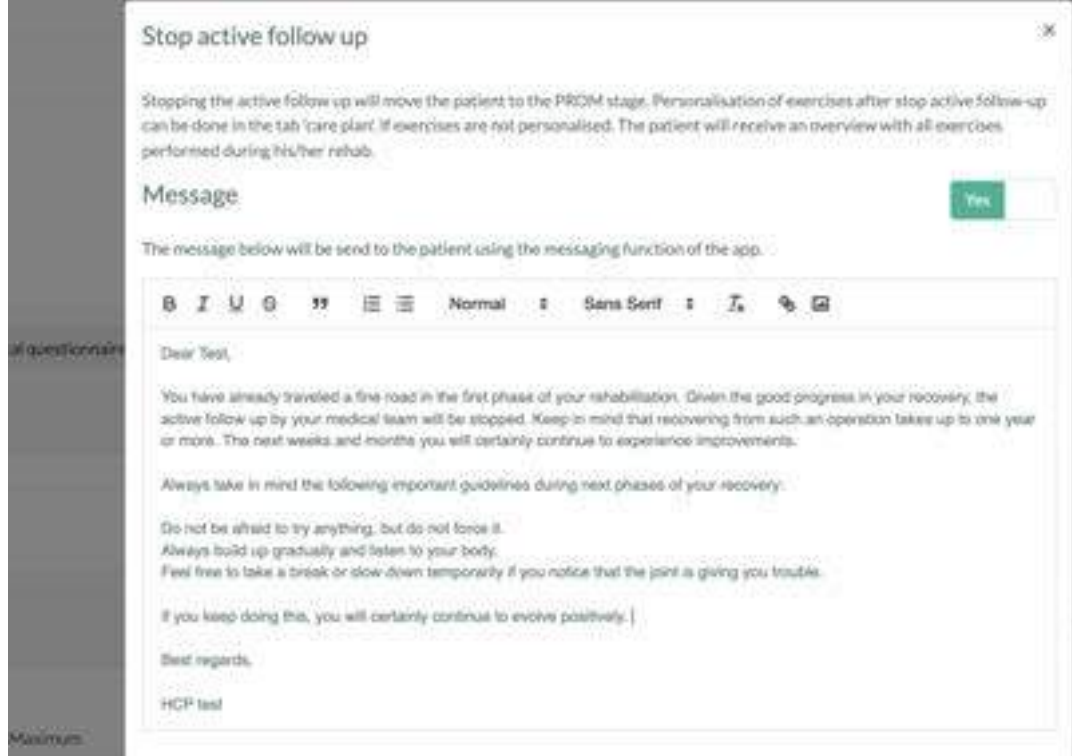 Stop active follow up
×
Stopping the active follow up will move the patient to the PROM stage. Personalisation of exercises after stop active follow-up
can be done in the tab 'care plan'. If exercises are not personalised. The patient will receive an overview with all exercises
performed during his/her rehab.
Message
Yes
The message below will be send to the patient using the messaging function of the app.
B I U S Normal Sans Serif
al questionnaire
Dear Test,
You have already traveled a fine road in the first phase of your rehabilitation. Given the good progress in your recovery, the
active follow up by your medical team will be stopped. Keep in mind that recovering from such an operation takes up to one year
or more. The next weeks and months you will certainly continue to experience improvements.
Always take in mind the following important guidelines during next phases of your recovery:
Do not be afraid to try anything, but do not force it.
Always build up gradually and listen to your body.
Feel free to take a break or slow down temporarily if you notice that the joint is giving you trouble.
If you keep doing this, you will certainly continue to evolve positively.
Best regards,
HCP test
Maximum